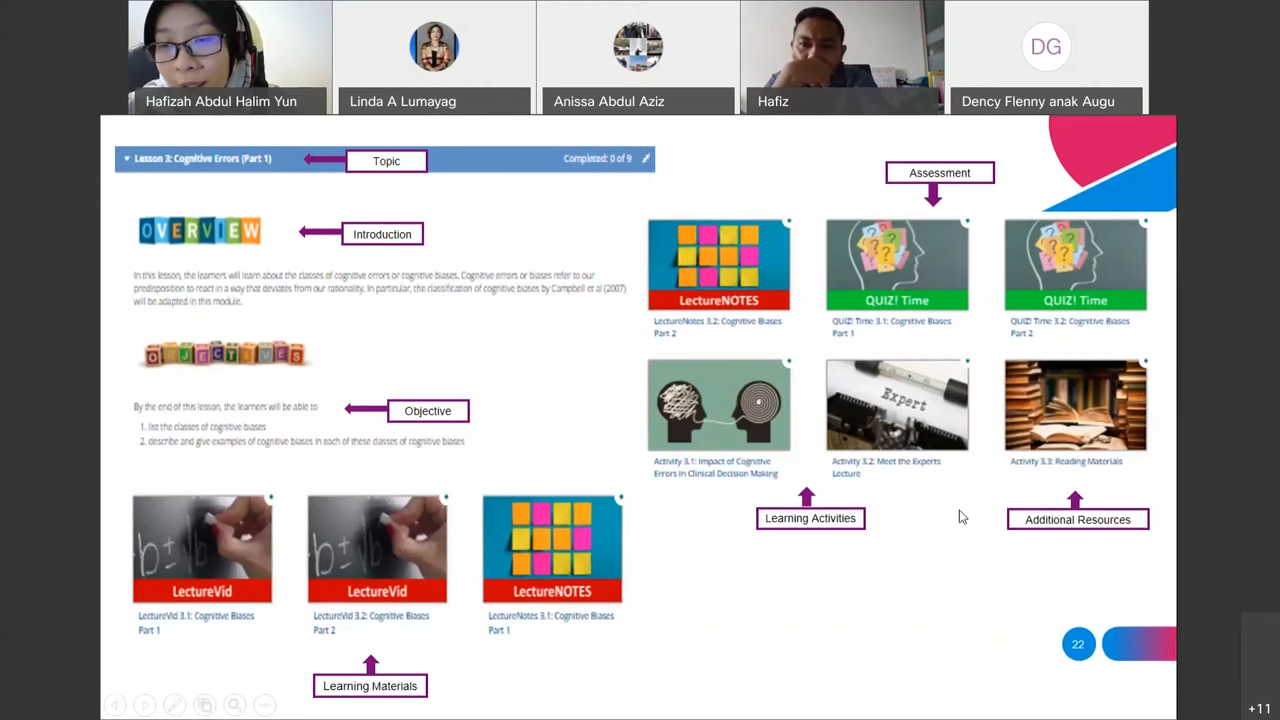 DG
Hafizah Abdul Halim Yun
Linda A Lumayag
Anissa Abdul Aziz
Hafiz
Dency Flenny anak Augu
Lesson 3: Cognitive Errors (Part 1)
Topic
Completed: 0 of 9
OVERVIEW
Introduction
In this lesson, the learners will learn about the classes of cognitive errors or cognitive biases. Cognitive errors or biases refer to our
predisposition to react in a way that deviates from our rationality. In particular, the classification of cognitive biases by Campbell et al (2007)
will be adapted in this module.
OBJECTIVES
By the end of this lesson, the learners will be able to
Objective
1. list the classes of cognitive biases
2. describe and give examples of cognitive biases in each of these classes of cognitive biases
b±
LectureVid
LectureVid 3.1: Cognitive Biases
Part 1
b±
LectureVid
LectureVid 3.2: Cognitive Biases
Part 2
LectureNOTES
LectureNotes 3.1: Cognitive Biases
Part 1
Learning Materials
Assessment
LectureNOTES
LectureNotes 3.2: Cognitive Biases
Part 2
QUIZ! Time
QUIZ! Time 3.1: Cognitive Biases
Part 1
QUIZ! Time
QUIZ! Time 3.2: Cognitive Biases
Part 2
Activity 3.1: Impact of Cognitive
Errors in Clinical Decision Making
Expert
Activity 3.2: Meet the Experts
Lecture
Activity 3.3: Reading Materials
Learning Activities
Additional Resources
22
+11